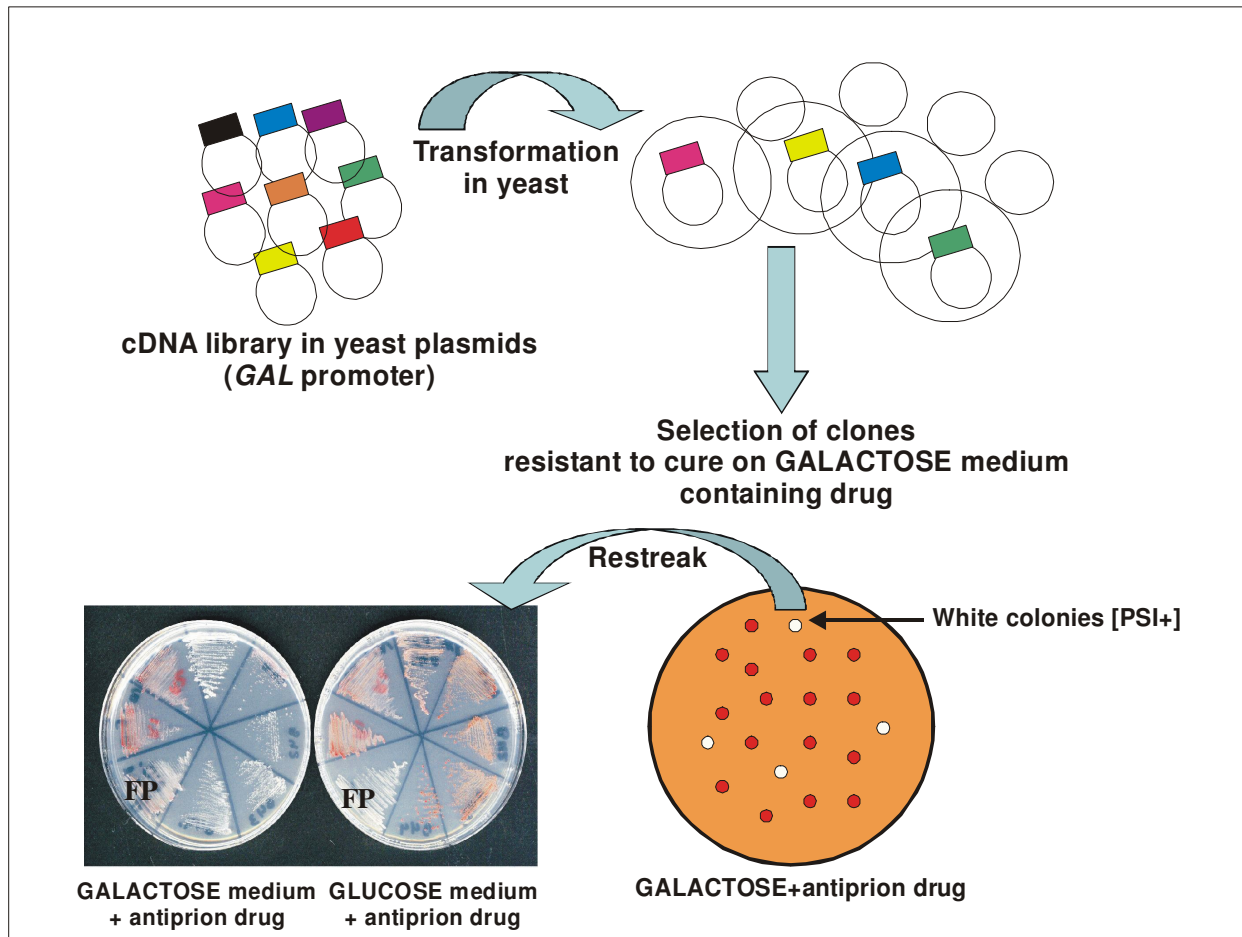 Transformation
in yeast
cDNA library in yeast plasmids
(GAL promoter)
Selection of clones
resistant to cure on GALACTOSE medium
containing drug
Restreak
White colonies [PSI+]
FP
FP
GALACTOSE medium
+ antiprion drug
GLUCOSE medium
+ antiprion drug
GALACTOSE+antiprion drug